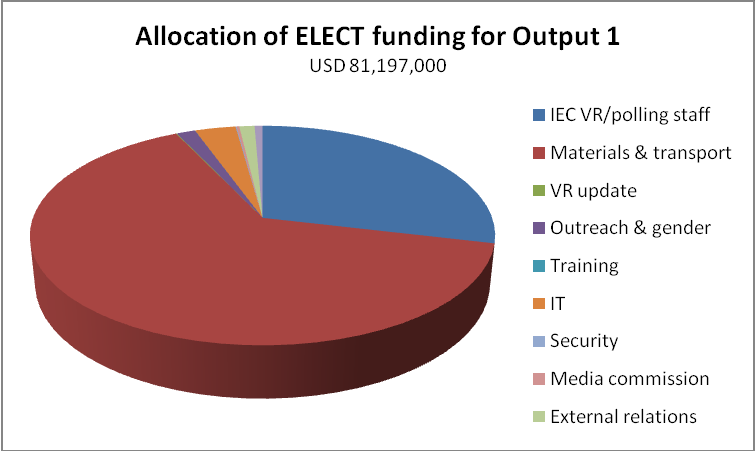 Allocation of ELECT funding for Output 1
USD 81,197,000
IEC VR/polling staff
Materials & transport
VR update
Outreach & gender
Training
IT
Security
Media commission
External relations